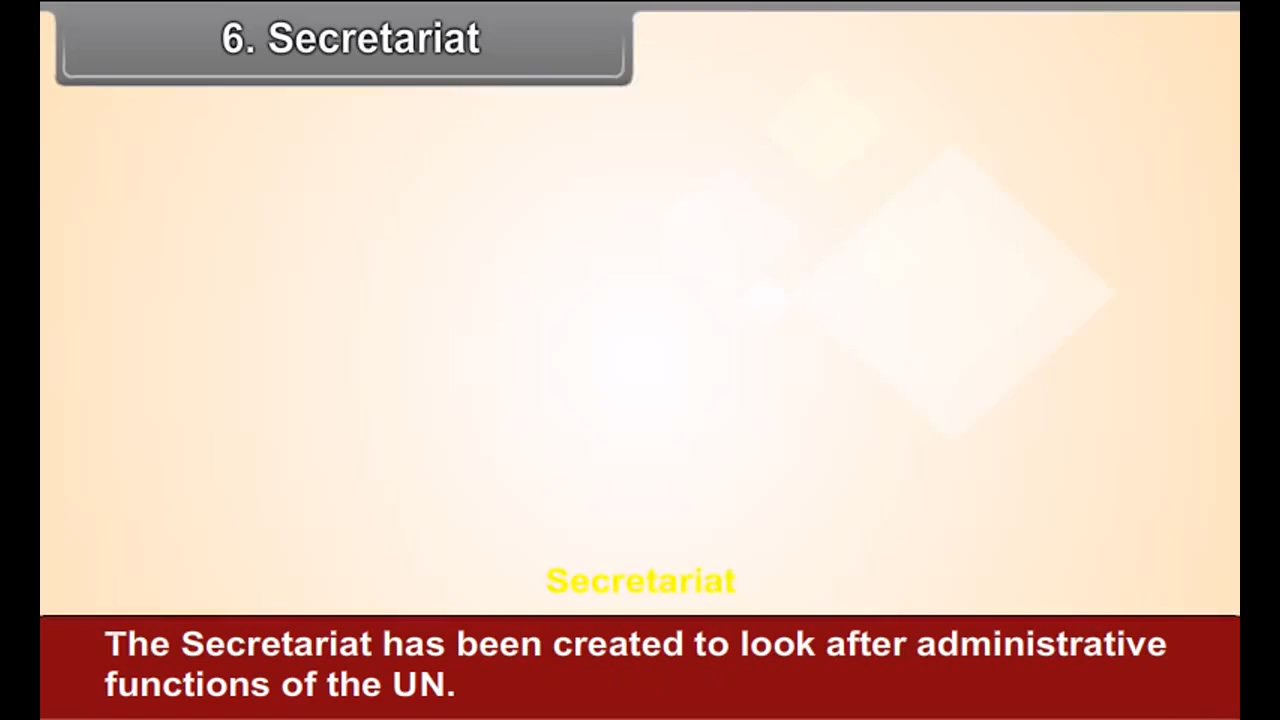 6. Secretariat
Secretariat
The Secretariat has been created to look after administrative
functions of the UN.